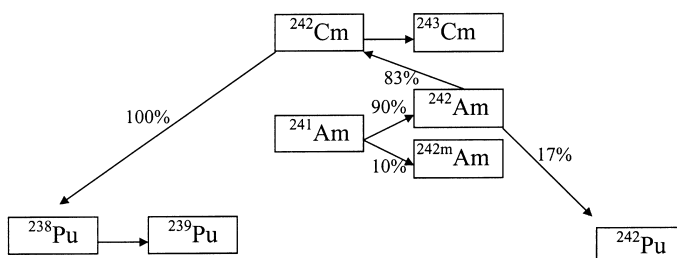 ²⁴²Cm ²⁴³Cm
83%
100% 90% ²⁴²Am
²⁴¹Am
10% ²⁴²ᵐAm 17%
²³⁸Pu ²³⁹Pu ²⁴²Pu